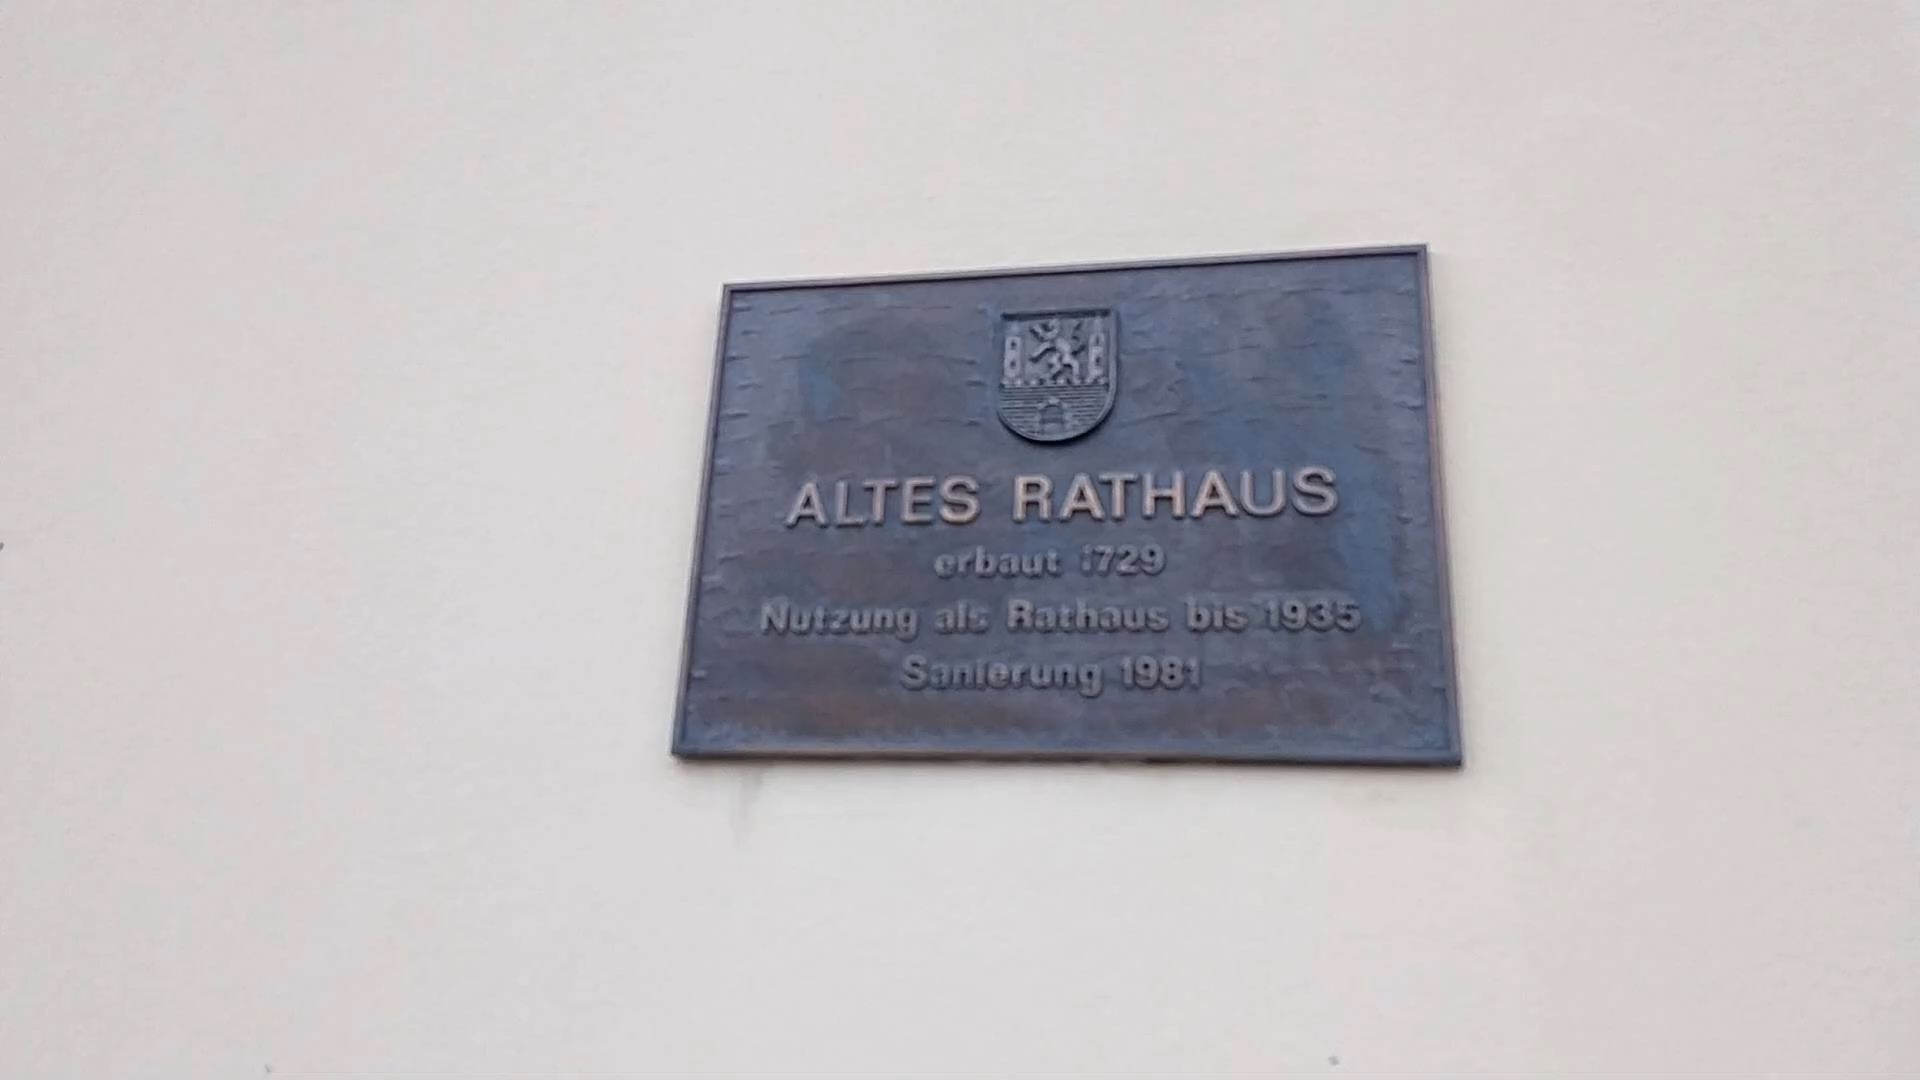 ALTES RATHAUS
erbaut 1729
Nutzung als Rathaus bis 1935
Sanierung 1981